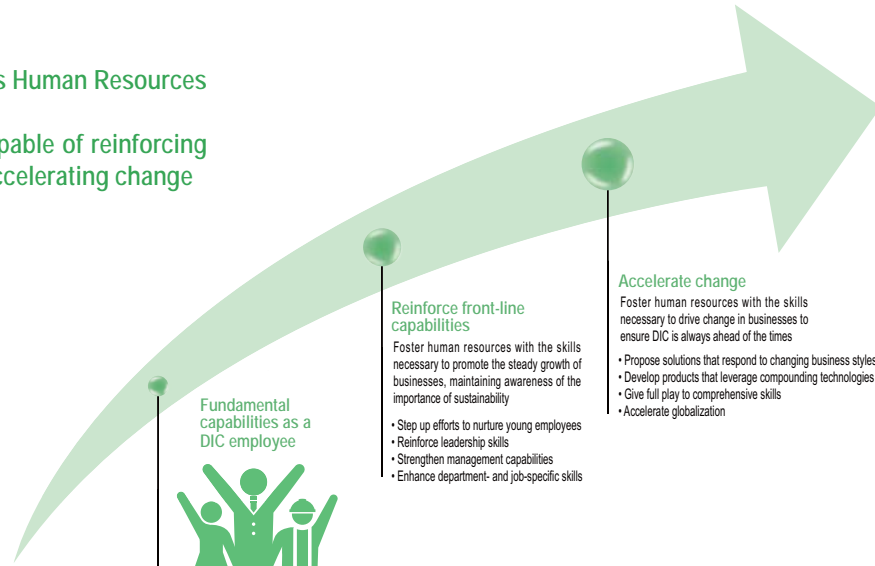 Human Resources
of reinforcing
change
Accelerate change
Foster human resources with the skills
necessary to drive change in businesses to
ensure DIC is always ahead of the times
• Propose solutions that respond to changing business styles
• Develop products that leverage compounding technologies
• Give full play to comprehensive skills
• Accelerate globalization
Reinforce front-line
capabilities
Foster human resources with the skills
necessary to promote the steady growth of
businesses, maintaining awareness of the
importance of sustainability
• Step up efforts to nurture young employees
• Reinforce leadership skills
• Strengthen management capabilities
• Enhance department- and job-specific skills
Fundamental
capabilities as a
DIC employee